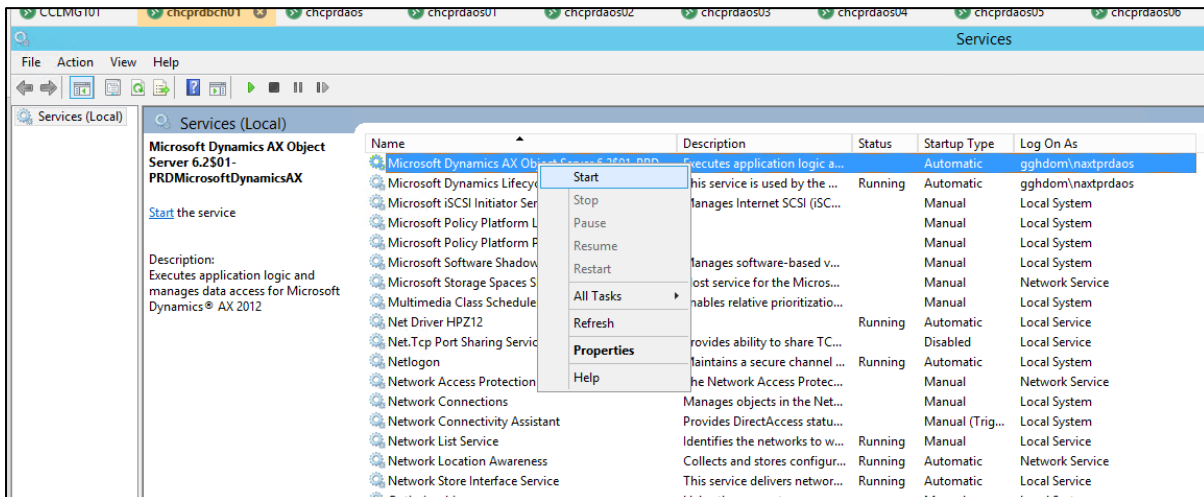 CCLMGT01 chcprdbch01 chcprdaos chcprdaos01 chcprdaos02 chcprdaos03 chcprdaos04 chcprdaos05 chcprdaos06
Services
File Action View Help
Services (Local)
Services (Local)
Microsoft Dynamics AX Object
Server 6.2$01-
PRDMicrosoftDynamicsAX
Start the service
Description:
Executes application logic and
manages data access for Microsoft
Dynamics® AX 2012
Name Description Status Startup Type Log On As
Microsoft Dynamics AX Object Server 6.2$01-PRD... Executes application logic a... Automatic gghdom\naxtprdaos
Microsoft Dynamics Lifecyc his service is used by the ... Running Automatic gghdom\naxtprdaos
Microsoft iSCSI Initiator Ser Manages Internet SCSI (iSC... Manual Local System
Microsoft Policy Platform L Manual Local System
Microsoft Policy Platform P Manual Local System
Microsoft Software Shadow Manages software-based v... Manual Local System
Microsoft Storage Spaces S ost service for the Micros... Manual Network Service
Multimedia Class Schedule nables relative prioritizatio... Manual Local System
Net Driver HPZ12 Running Automatic Local Service
Net.Tcp Port Sharing Servic rovides ability to share TC... Disabled Local Service
Netlogon Maintains a secure channel ... Running Automatic Local System
Network Access Protection he Network Access Protec... Manual Network Service
Network Connections Manages objects in the Net... Manual Local System
Network Connectivity Assistant Provides DirectAccess statu... Manual (Trig... Local System
Network List Service Identifies the networks to w... Running Manual Local Service
Network Location Awareness Collects and stores configur... Running Automatic Network Service
Network Store Interface Service This service delivers networ... Running Automatic Local Service
Start
Stop
Pause
Resume
Restart
All Tasks
Refresh
Properties
Help